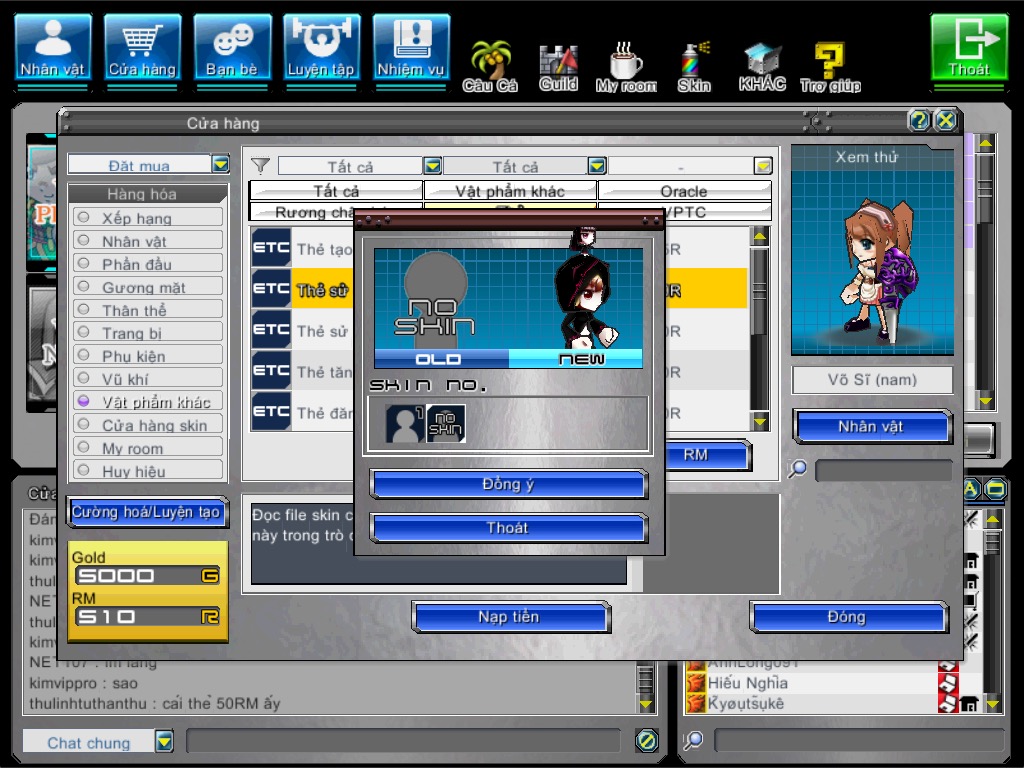 Nhân vật
Cửa hàng
Bạn bè
Luyện tập
Nhiệm vụ
Câu Cá
Guild
My room
Skin
KHÁC
Trợ giúp
Thoát
Cửa hàng
Đặt mua
Hàng hóa
Xếp hạng
Nhân vật
Phần đầu
Gương mặt
Thân thể
Trang bị
Phụ kiện
Vũ khí
Vật phẩm khác
Cửa hàng skin
My room
Huy hiệu
Cường hoá/Luyện tạo
Gold
5000 G
RM
510 R
Tất cả
Tất cả
-
Tất cả
Vật phẩm khác
Oracle
Rương
VPTC
ETC Thẻ tạo
ETC Thẻ sử
ETC Thẻ sử
ETC Thẻ tăn
ETC
RM
NO SKIN
OLD
NEW
SKIN NO.
1
NO SKIN
Đồng ý
Thoát
Đọc file skin
này trong trò
Nạp tiền
Đóng
Xem thử
Võ Sĩ (nam)
Nhân vật
kimvippro : sao
thulinhtuthanthu : cái thẻ 50RM ấy
Chat chung
Hiếu Nghĩa